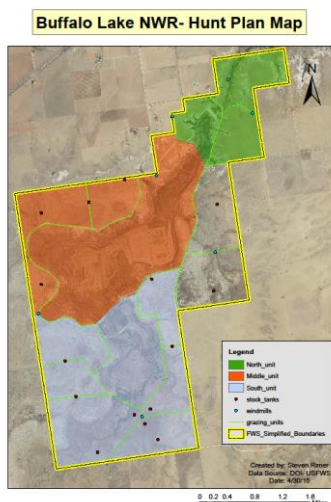 Buffalo Lake NWR- Hunt Plan Map
N
Legend
North_unit
Middle_unit
South_unit
stock_tanks
windmills
grazing_units
FWS_Simplified_Boundaries
Created by: Steven Rimer
Data Source: DOI- USFWS
Date: 4/30/15
0 0.2 0.4 0.8 1.2 1.6